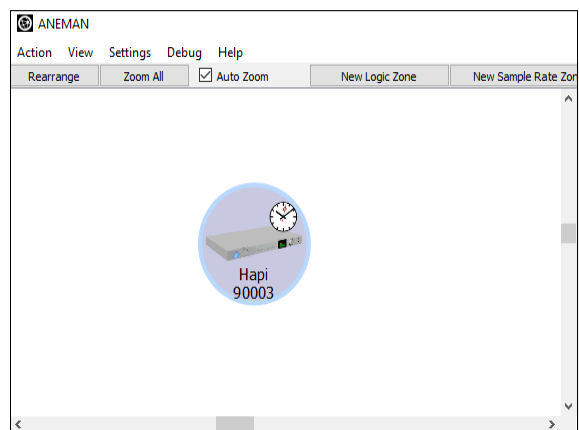 ANEMAN
Action View Settings Debug Help
Rearrange Zoom All Auto Zoom New Logic Zone New Sample Rate Zon
Hapi
90003